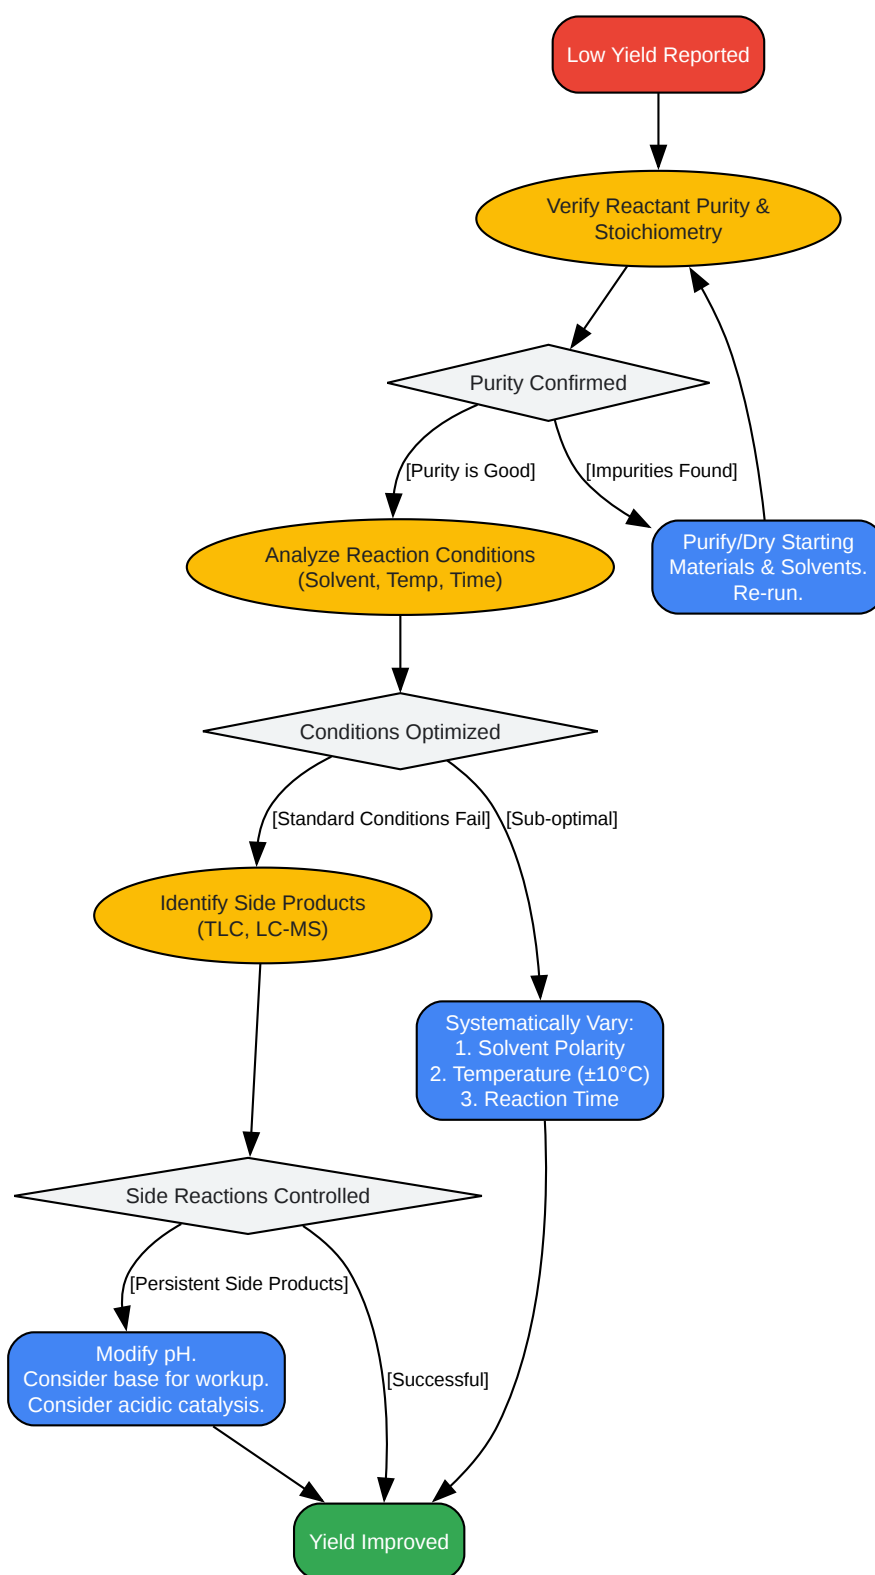 Low Yield Reported
Verify Reactant Purity &
Stoichiometry
Purity Confirmed
[Purity is Good]
[Impurities Found]
Analyze Reaction Conditions
(Solvent, Temp, Time)
Purify/Dry Starting
Materials & Solvents.
Re-run.
Conditions Optimized
[Standard Conditions Fail]
[Sub-optimal]
Identify Side Products
(TLC, LC-MS)
Systematically Vary:
1. Solvent Polarity
2. Temperature (±10°C)
3. Reaction Time
Side Reactions Controlled
[Persistent Side Products]
Modify pH.
Consider base for workup.
Consider acidic catalysis.
[Successful]
Yield Improved